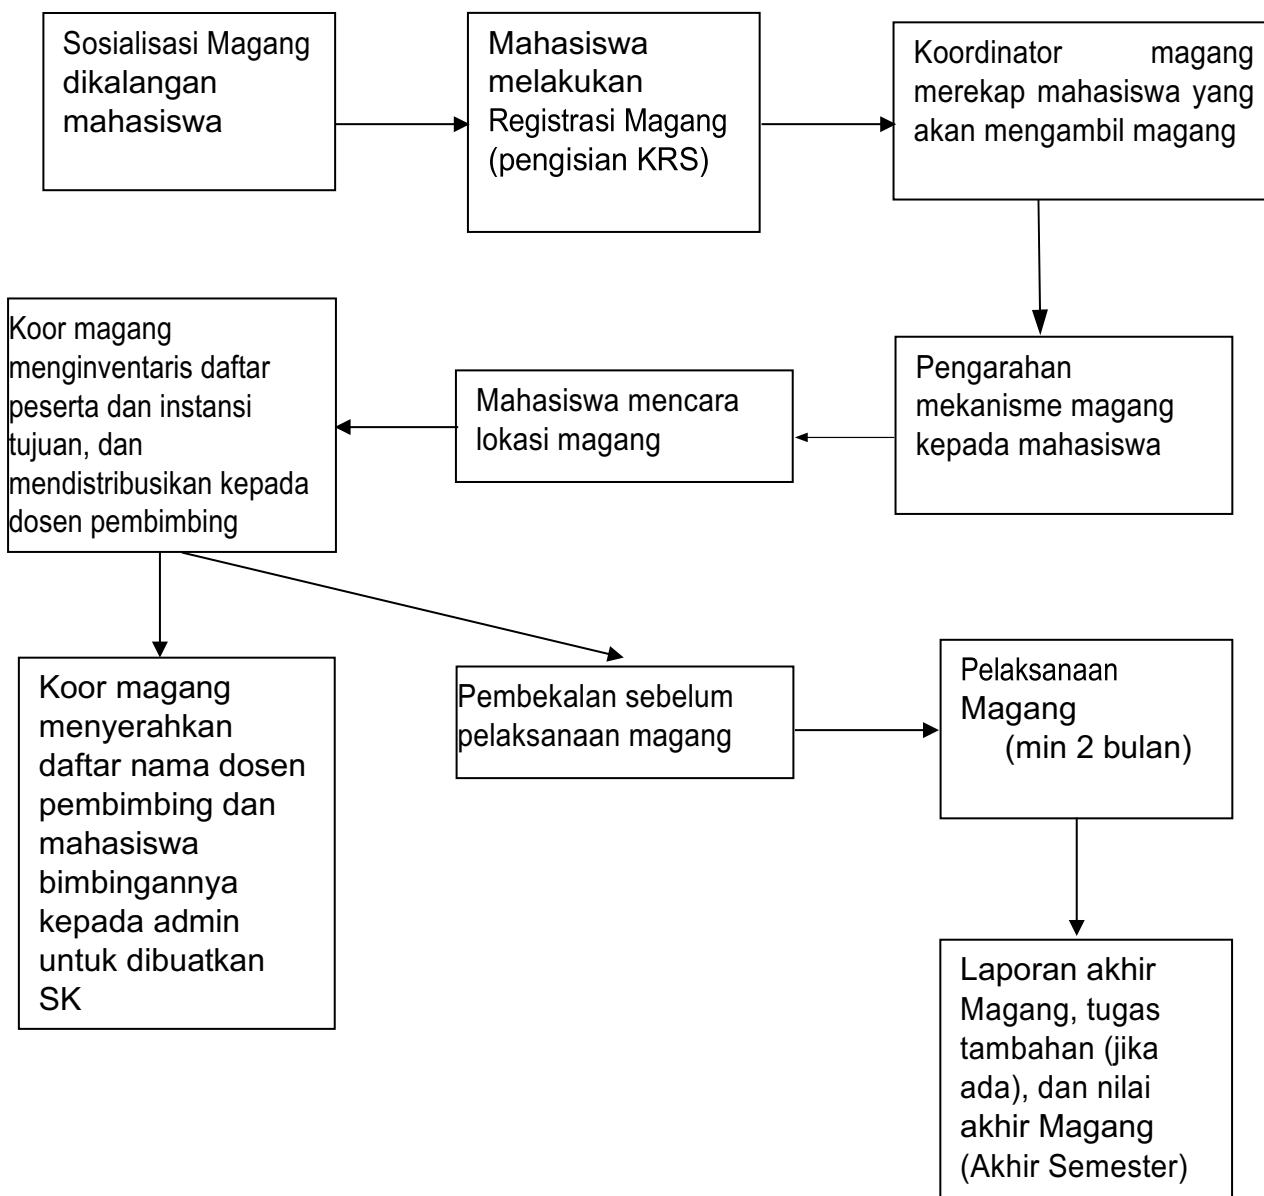 Sosialisasi Magang
dikalangan
mahasiswa
Mahasiswa
melakukan
Registrasi Magang
(pengisian KRS)
Koordinator magang
merekap mahasiswa yang
akan mengambil magang
Pengarahan
mekanisme magang
kepada mahasiswa
Mahasiswa mencara
lokasi magang
Koor magang
menginventaris daftar
peserta dan instansi
tujuan, dan
mendistribusikan kepada
dosen pembimbing
Koor magang
menyerahkan
daftar nama dosen
pembimbing dan
mahasiswa
bimbingannya
kepada admin
untuk dibuatkan
SK
Pembekalan sebelum
pelaksanaan magang
Pelaksanaan
Magang
(min 2 bulan)
Laporan akhir
Magang, tugas
tambahan (jika
ada), dan nilai
akhir Magang
(Akhir Semester)